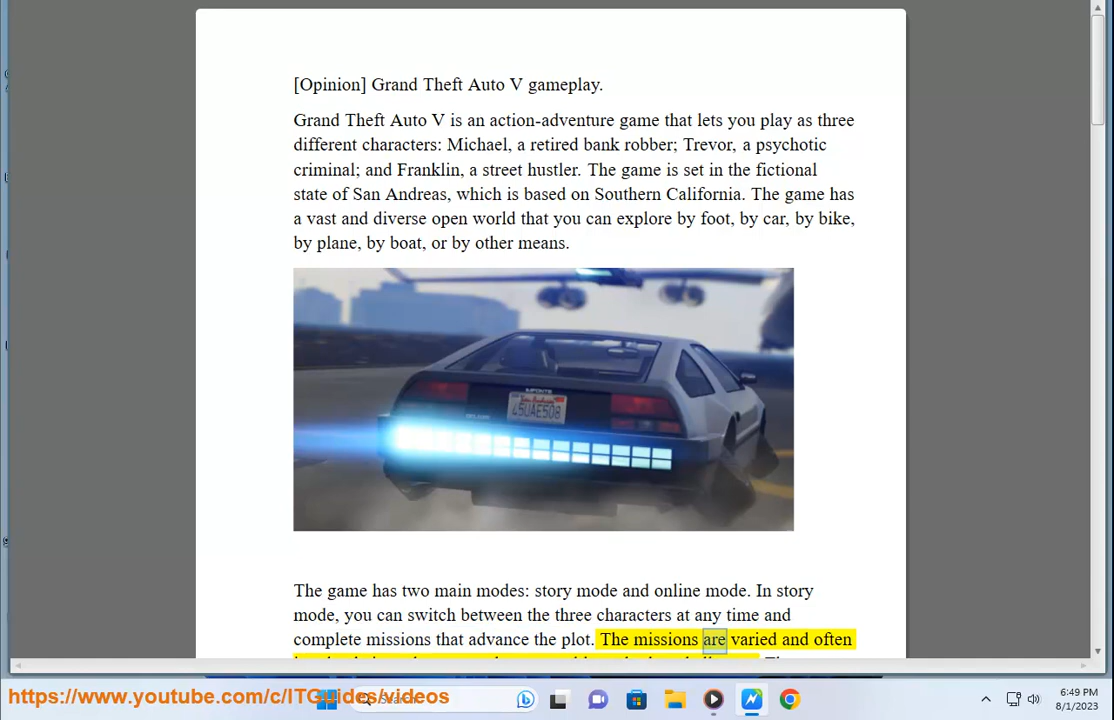 [Opinion] Grand Theft Auto V gameplay.
Grand Theft Auto V is an action-adventure game that lets you play as three
different characters: Michael, a retired bank robber; Trevor, a psychotic
criminal; and Franklin, a street hustler. The game is set in the fictional
state of San Andreas, which is based on Southern California. The game has
a vast and diverse open world that you can explore by foot, by car, by bike,
by plane, by boat, or by other means.
45UAE508
The game has two main modes: story mode and online mode. In story
mode, you can switch between the three characters at any time and
complete missions that advance the plot. The missions are varied and often
https://www.youtube.com/c/ITGuides/videos
6:49 PM
8/1/2023